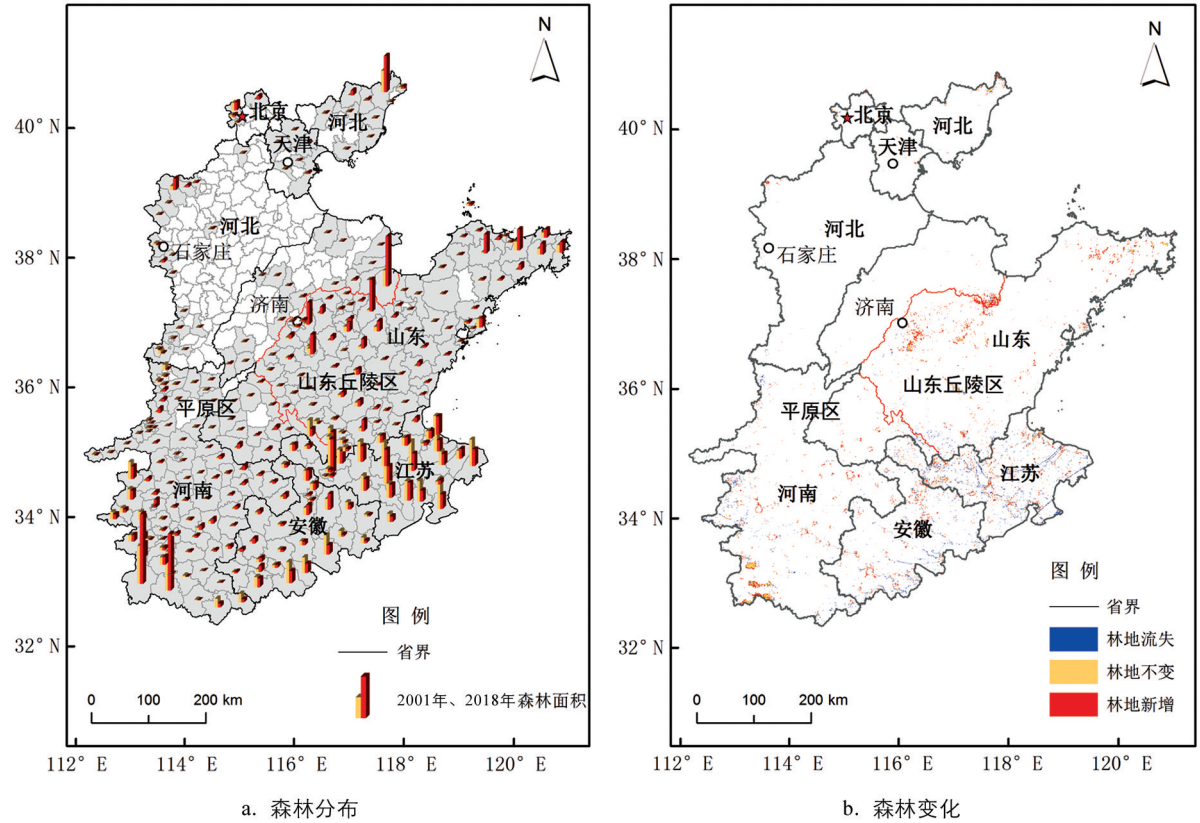 N
40° N
38° N
36° N
34° N
32° N
北京
河北
天津
河北
石家庄
济南
山东
山东丘陵区
平原区
江苏
河南
安徽
图 例
省界
2001年、2018年森林面积
0 100 200 km
112° E 114° E 116° E 118° E 120° E
a. 森林分布
N
40° N
38° N
36° N
34° N
32° N
北京
河北
天津
河北
石家庄
济南
山东
山东丘陵区
平原区
江苏
河南
安徽
图 例
省界
林地流失
林地不变
林地新增
0 100 200 km
112° E 114° E 116° E 118° E 120° E
b. 森林变化